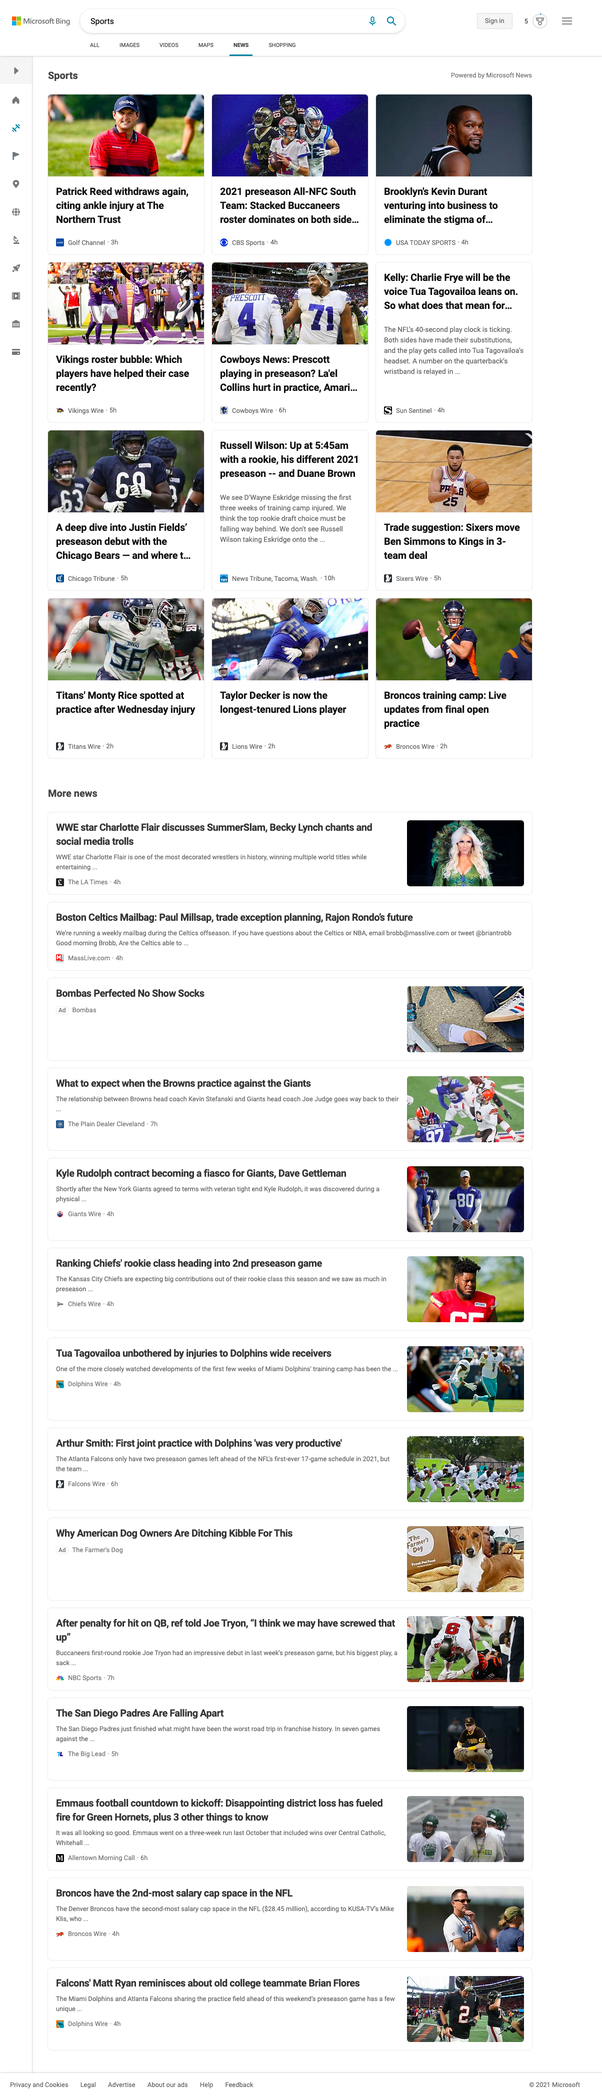 Microsoft Bing
Sports
Sign in
5
ALL
IMAGES
VIDEOS
MAPS
NEWS
SHOPPING
Sports
Powered by Microsoft News
Patrick Reed withdraws again,
citing ankle injury at The
Northern Trust
Golf Channel · 3h
2021 preseason All-NFC South
Team: Stacked Buccaneers
roster dominates on both side...
CBS Sports · 4h
Brooklyn's Kevin Durant
venturing into business to
eliminate the stigma of...
USA TODAY SPORTS · 4h
Vikings roster bubble: Which
players have helped their case
recently?
Vikings Wire · 5h
PRESCOTT
4
71
Cowboys News: Prescott
playing in preseason? La'el
Collins hurt in practice, Amari...
Cowboys Wire · 6h
Kelly: Charlie Frye will be the
voice Tua Tagovailoa leans on.
So what does that mean for...
The NFL's 40-second play clock is ticking.
Both sides have made their substitutions,
and the play gets called into Tua Tagovailoa's
headset. A number on the quarterback's
wristband is relayed in ...
Sun Sentinel · 4h
63
68
A deep dive into Justin Fields'
preseason debut with the
Chicago Bears — and where t...
Chicago Tribune · 5h
Russell Wilson: Up at 5:45am
with a rookie, his different 2021
preseason -- and Duane Brown
We see D'Wayne Eskridge missing the first
three weeks of training camp injured. We
think the top rookie draft choice must be
falling way behind. We don't see Russell
Wilson taking Eskridge onto the ...
News Tribune, Tacoma, Wash. · 10h
PHILA
25
Trade suggestion: Sixers move
Ben Simmons to Kings in 3-
team deal
Sixers Wire · 5h
56
88
Titans' Monty Rice spotted at
practice after Wednesday injury
Titans Wire · 2h
pepsi
Taylor Decker is now the
longest-tenured Lions player
Lions Wire · 2h
Broncos training camp: Live
updates from final open
practice
Broncos Wire · 2h
More news
WWE star Charlotte Flair discusses SummerSlam, Becky Lynch chants and
social media trolls
WWE star Charlotte Flair is one of the most decorated wrestlers in history, winning multiple world titles while
entertaining ...
The LA Times · 4h
Boston Celtics Mailbag: Paul Millsap, trade exception planning, Rajon Rondo's future
We're running a weekly mailbag during the Celtics offseason. If you have questions about the Celtics or NBA, email brobb@masslive.com or tweet @briantrobb
Good morning Brobb, Are the Celtics able to ...
MassLive.com · 4h
Bombas Perfected No Show Socks
Ad Bombas
What to expect when the Browns practice against the Giants
The relationship between Browns head coach Kevin Stefanski and Giants head coach Joe Judge goes way back to their
...
The Plain Dealer Cleveland · 7h
97
Kyle Rudolph contract becoming a fiasco for Giants, Dave Gettleman
Shortly after the New York Giants agreed to terms with veteran tight end Kyle Rudolph, it was discovered during a
physical ...
Giants Wire · 4h
80
Ranking Chiefs' rookie class heading into 2nd preseason game
The Kansas City Chiefs are expecting big contributions out of their rookie class this season and we saw as much in
preseason ...
Chiefs Wire · 4h
Tua Tagovailoa unbothered by injuries to Dolphins wide receivers
One of the more closely watched developments of the first few weeks of Miami Dolphins' training camp has been the ...
Dolphins Wire · 4h
Arthur Smith: First joint practice with Dolphins 'was very productive'
The Atlanta Falcons only have two preseason games left ahead of the NFL's first-ever 17-game schedule in 2021, but
the team ...
Falcons Wire · 6h
Why American Dog Owners Are Ditching Kibble For This
Ad The Farmer's Dog
The Farmer's Dog
After penalty for hit on QB, ref told Joe Tryon, "I think we may have screwed that
up"
Buccaneers first-round rookie Joe Tryon had an impressive debut in last week's preseason game, but his biggest play, a
sack ...
NBC Sports · 7h
The San Diego Padres Are Falling Apart
The San Diego Padres just finished what might have been the worst road trip in franchise history. In seven games
against the ...
The Big Lead · 5h
Emmaus football countdown to kickoff: Disappointing district loss has fueled
fire for Green Hornets, plus 3 other things to know
It was all looking so good. Emmaus went on a three-week run last October that included wins over Central Catholic,
Whitehall ...
Allentown Morning Call · 6h
Broncos have the 2nd-most salary cap space in the NFL
The Denver Broncos have the second-most salary cap space in the NFL ($28.45 million), according to KUSA-TV's Mike
Klis, who ...
Broncos Wire · 4h
Falcons' Matt Ryan reminisces about old college teammate Brian Flores
The Miami Dolphins and Atlanta Falcons sharing the practice field ahead of this weekend's preseason game has a few
unique ...
Dolphins Wire · 4h
2
Privacy and Cookies
Legal
Advertise
About our ads
Help
Feedback
© 2021 Microsoft